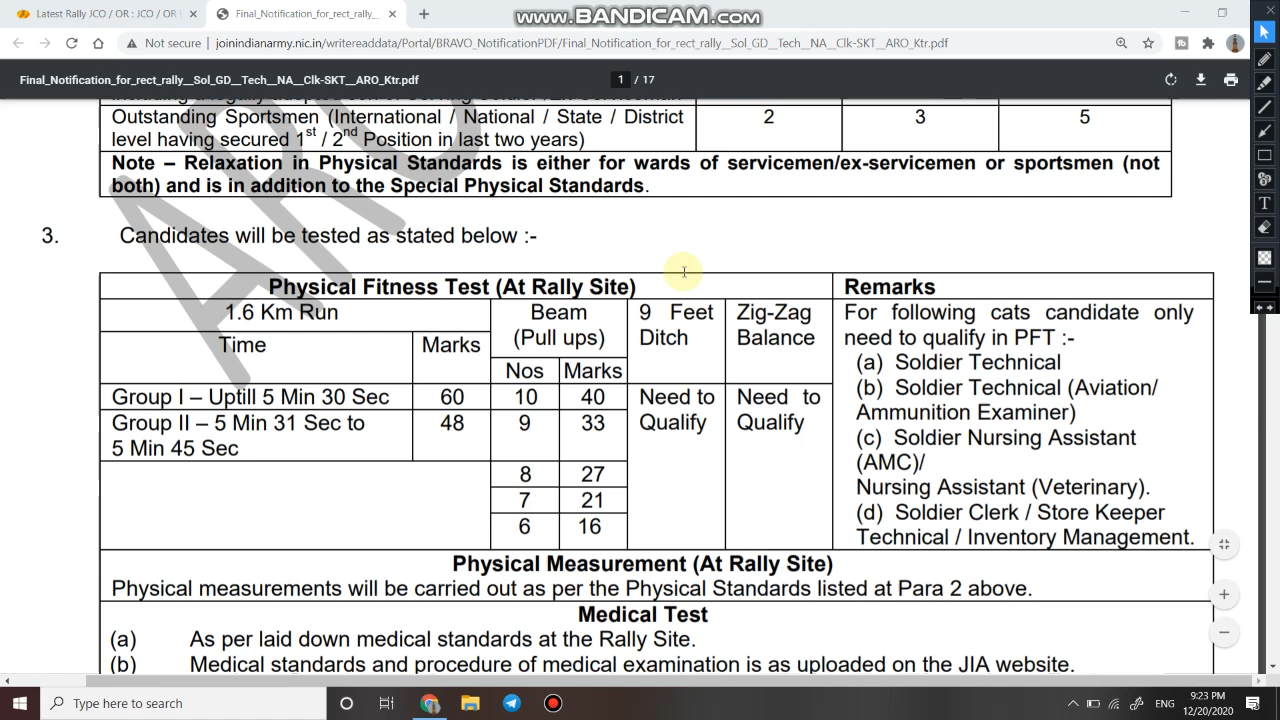 Latest Rally JCO / OR : JCO / OR
Final_Notification_for_rect_rally_
www.BANDICAM.com
Not secure
joinindianarmy.nic.in/writereaddata/Portal/BRAVO_NotificationPDF/Final_Notification_for_rect_rally__Sol_GD__Tech__NA__Clk-SKT__ARO_Ktr.pdf
Final_Notification_for_rect_rally__Sol_GD__Tech__NA__Clk-SKT__ARO_Ktr.pdf
1 / 17
including a legally adopted son of Serving Soldier /Ex-Serviceman
Outstanding Sportsmen (International / National / State / District
level having secured 1st / 2nd Position in last two years)
2 3 5
Note – Relaxation in Physical Standards is either for wards of servicemen/ex-servicemen or sportsmen (not
both) and is in addition to the Special Physical Standards.
ARO
3. Candidates will be tested as stated below :-
Physical Fitness Test (At Rally Site) Remarks
1.6 Km Run
Time Marks
Beam
(Pull ups)
Nos Marks
9 Feet
Ditch
Zig-Zag
Balance
Group I – Uptill 5 Min 30 Sec 60 10 40
Group II – 5 Min 31 Sec to
5 Min 45 Sec
48 9 33
8 27
7 21
6 16
Need to
Qualify
Need to
Qualify
For following cats candidate only
need to qualify in PFT :-
(a) Soldier Technical
(b) Soldier Technical (Aviation/
Ammunition Examiner)
(c) Soldier Nursing Assistant
(AMC)/
Nursing Assistant (Veterinary).
(d) Soldier Clerk / Store Keeper
Technical / Inventory Management.
Physical Measurement (At Rally Site)
Physical measurements will be carried out as per the Physical Standards listed at Para 2 above.
Medical Test
(a) As per laid down medical standards at the Rally Site.
(b) Medical standards and procedure of medical examination is as uploaded on the JIA website.
Type here to search
ENG
9:23 PM
12/20/2020